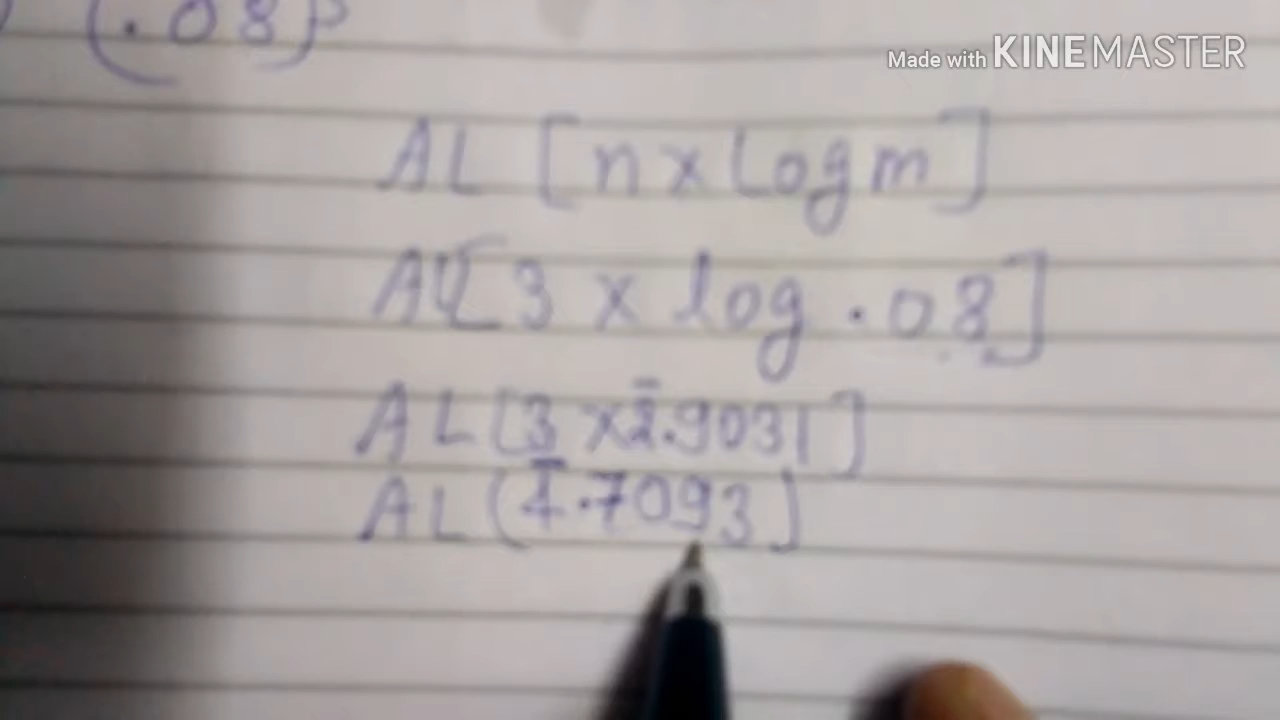 (.08)³
Made with KINEMASTER
AL [n x Log m]
AL[3 x log .08]
AL[3 x 2̄.9031]
AL(4̄.7093)